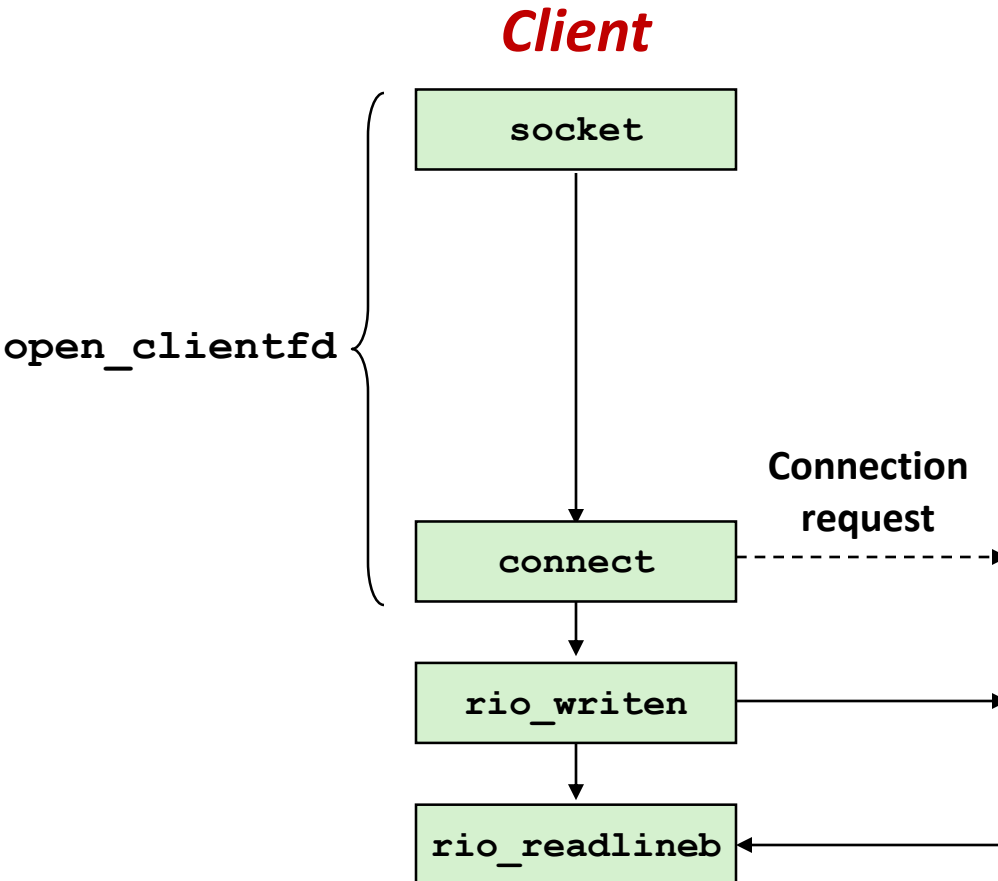 Client
socket
open_clientfd
Connection
request
connect
rio_writen
rio_readlineb